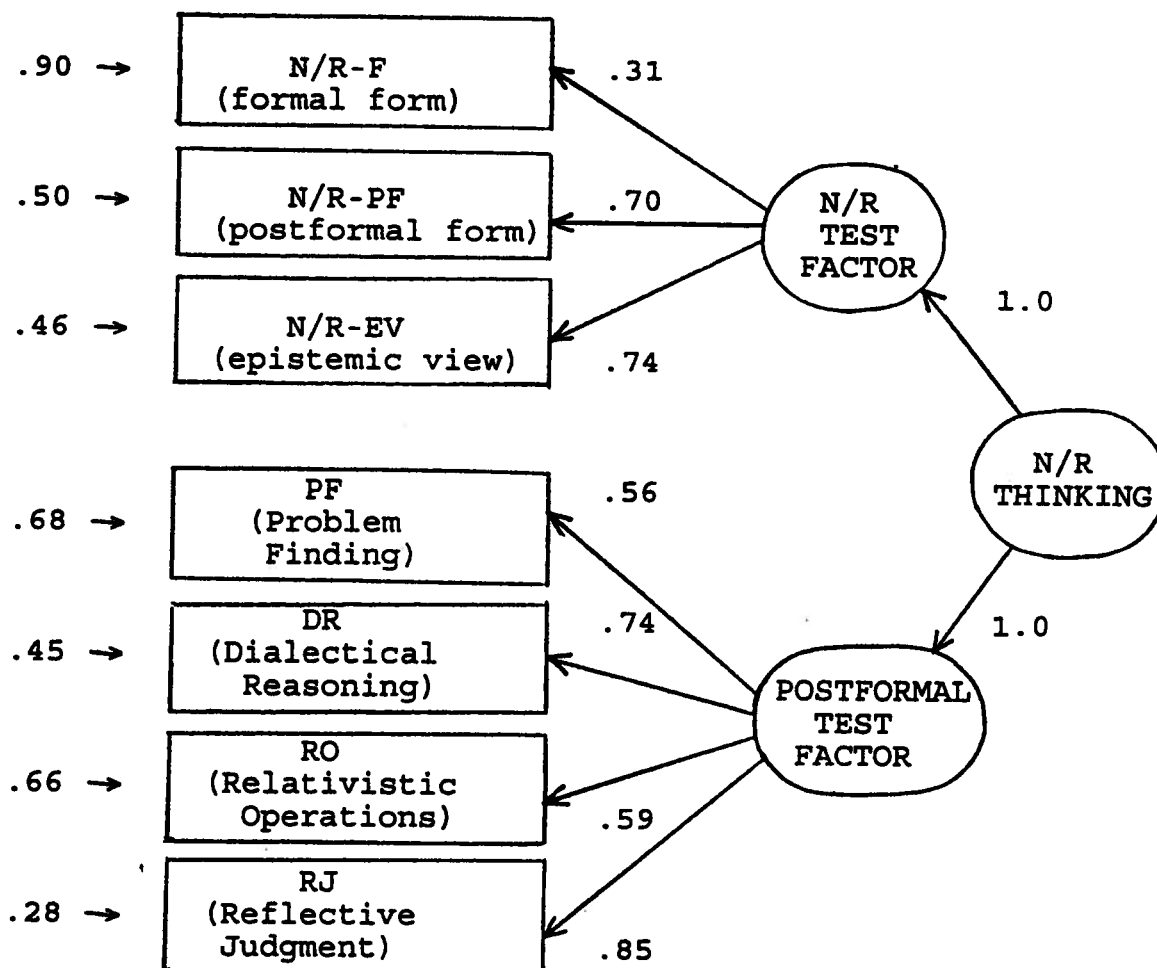 .90 → N/R-F .31
(formal form)
.50 → N/R-PF .70
(postformal form)
.46 → N/R-EV
(epistemic view) .74
N/R
TEST
FACTOR
1.0
N/R
THINKING
1.0
.68 → PF .56
(Problem
Finding)
.45 → DR .74
(Dialectical
Reasoning)
.66 → RO
(Relativistic
Operations) .59
.28 → RJ
(Reflective
Judgment) .85
POSTFORMAL
TEST
FACTOR